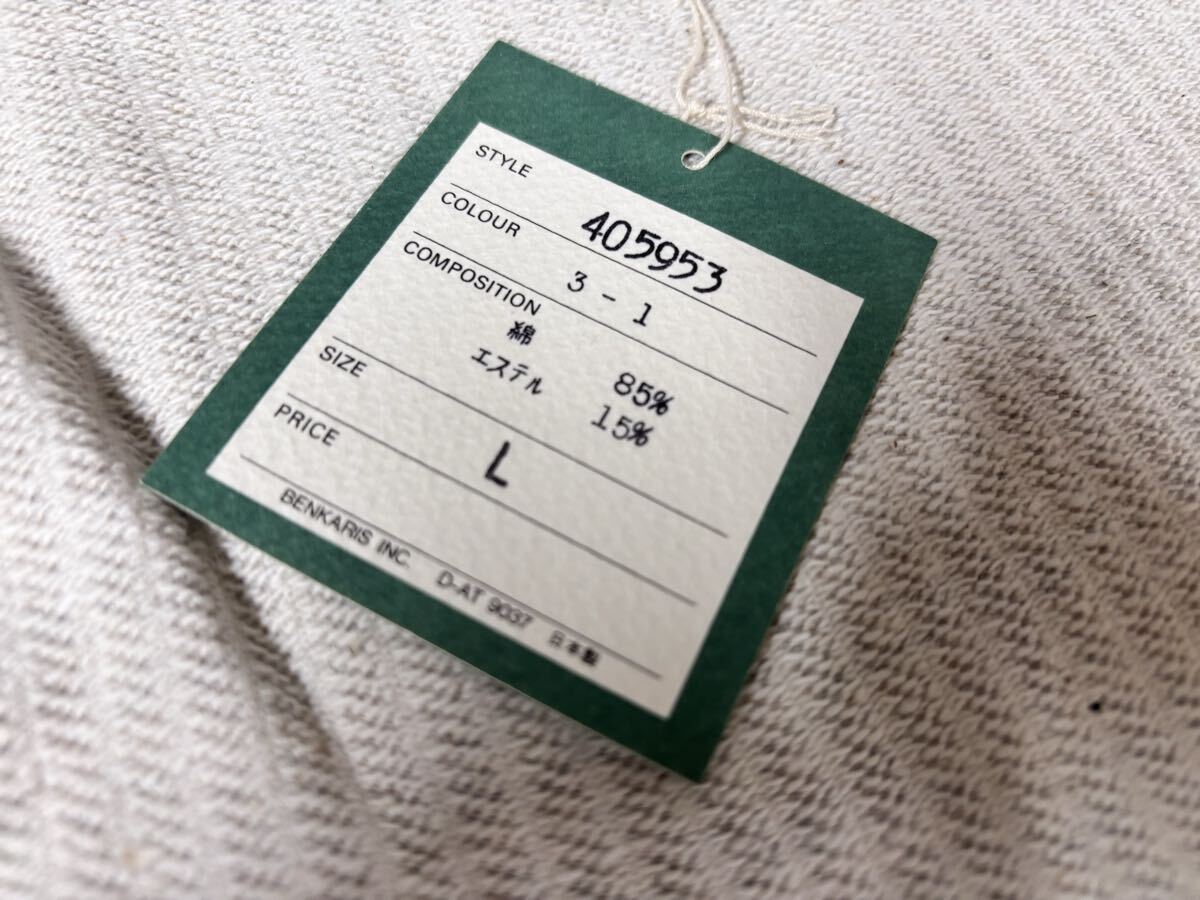 STYLE 405953
COLOUR 3-1
COMPOSITION
綿 85%
エステル 15%
SIZE L
PRICE
BENKARIS INC. D-AT 9037 日本製